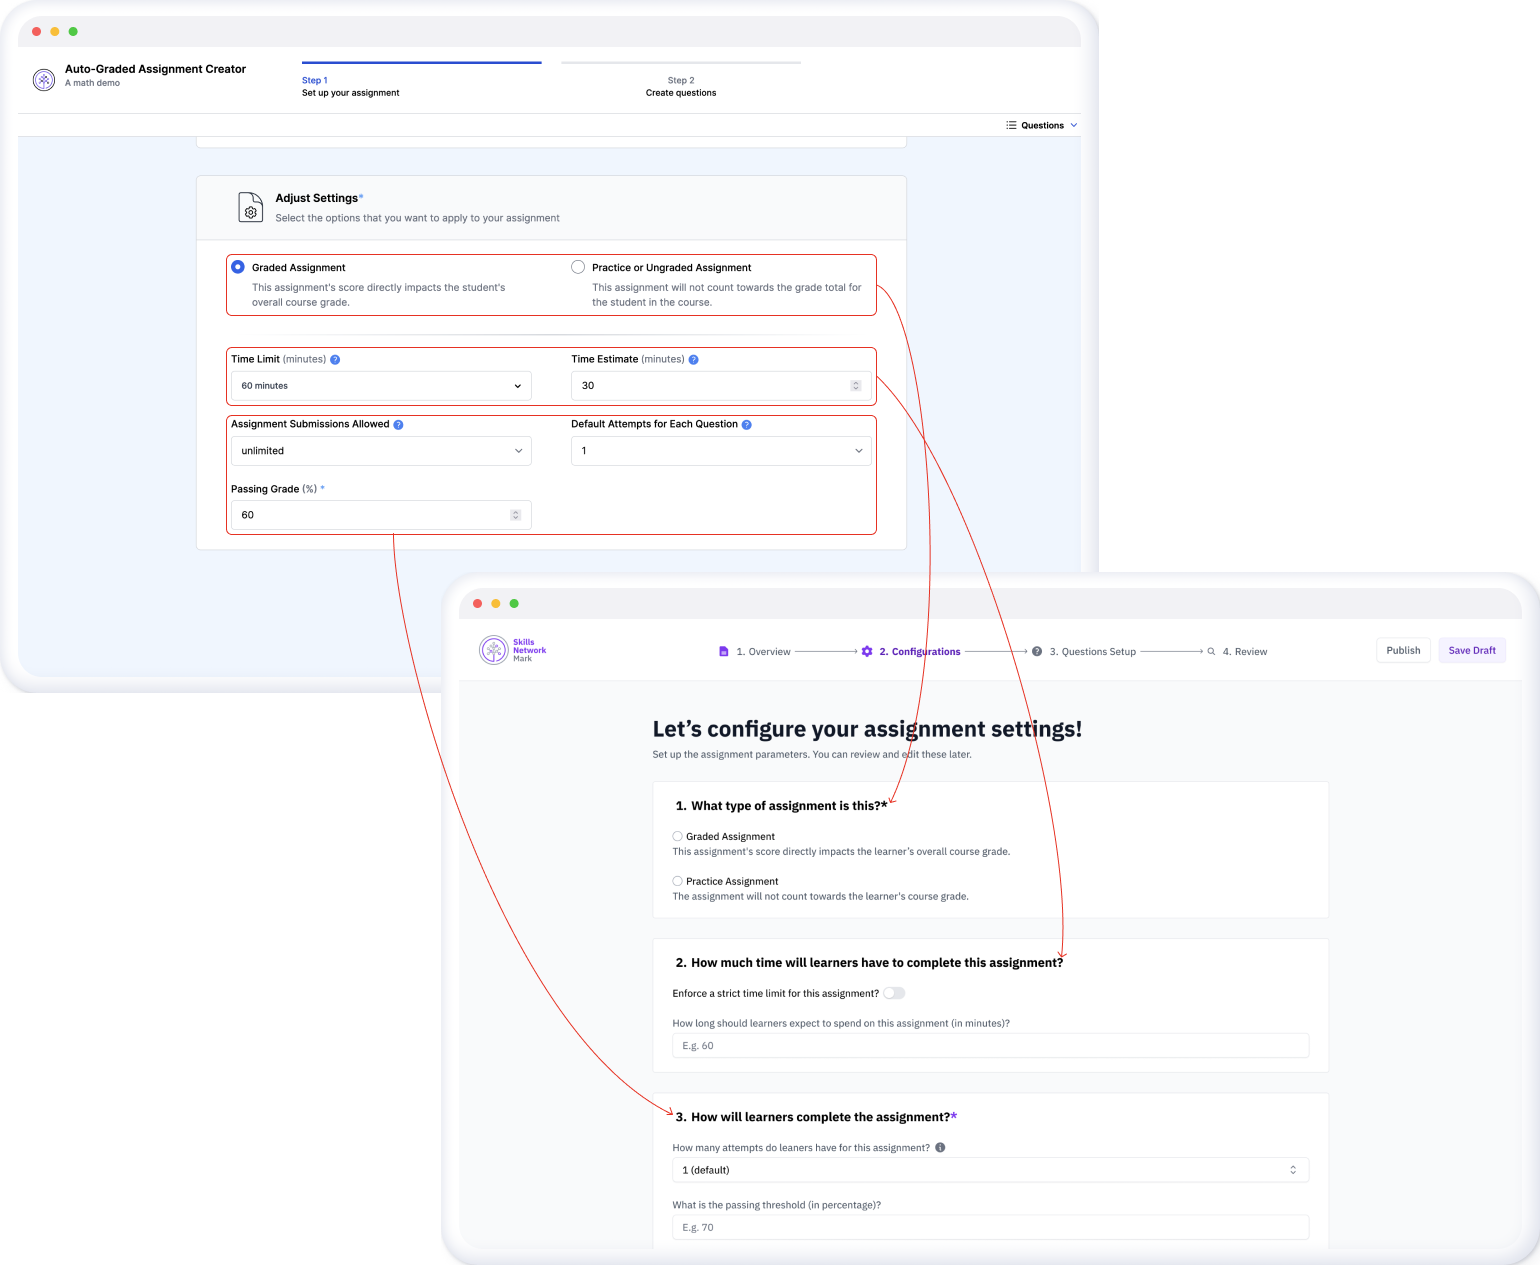 Auto-Graded Assignment Creator
A math demo
Step 1
Set up your assignment
Step 2
Create questions
Questions
Adjust Settings*
Select the options that you want to apply to your assignment
Graded Assignment
This assignment's score directly impacts the student's
overall course grade.
Practice or Ungraded Assignment
This assignment will not count towards the grade total for
the student in the course.
Time Limit (minutes) ?
60 minutes
Time Estimate (minutes) ?
30
Assignment Submissions Allowed ?
unlimited
Default Attempts for Each Question ?
1
Passing Grade (%) *
60
Skills
Network
Mark
1. Overview
2. Configurations
3. Questions Setup
4. Review
Publish
Save Draft
Let’s configure your assignment settings!
Set up the assignment parameters. You can review and edit these later.
1. What type of assignment is this?*
Graded Assignment
This assignment's score directly impacts the learner’s overall course grade.
Practice Assignment
The assignment will not count towards the learner's course grade.
2. How much time will learners have to complete this assignment?
Enforce a strict time limit for this assignment?
How long should learners expect to spend on this assignment (in minutes)?
E.g. 60
3. How will learners complete the assignment?*
How many attempts do leaners have for this assignment?
1 (default)
What is the passing threshold (in percentage)?
E.g. 70